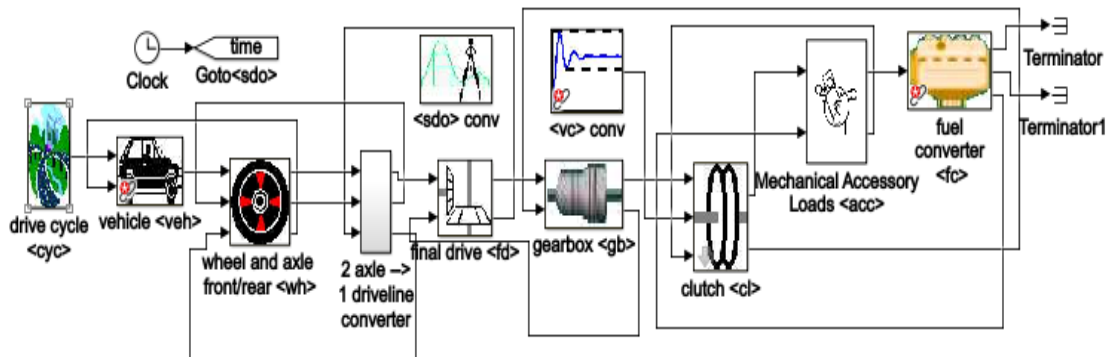 time
Clock
Goto<sdo>
<sdo> conv
<vc> conv
Terminator
Terminator1
fuel
converter
<fc>
drive cycle
<cyc>
vehicle <veh>
wheel and axle
front/rear <wh>
2 axle -->
1 driveline
converter
final drive <fd>
gearbox <gb>
clutch <cl>
Mechanical Accessory
Loads <acc>